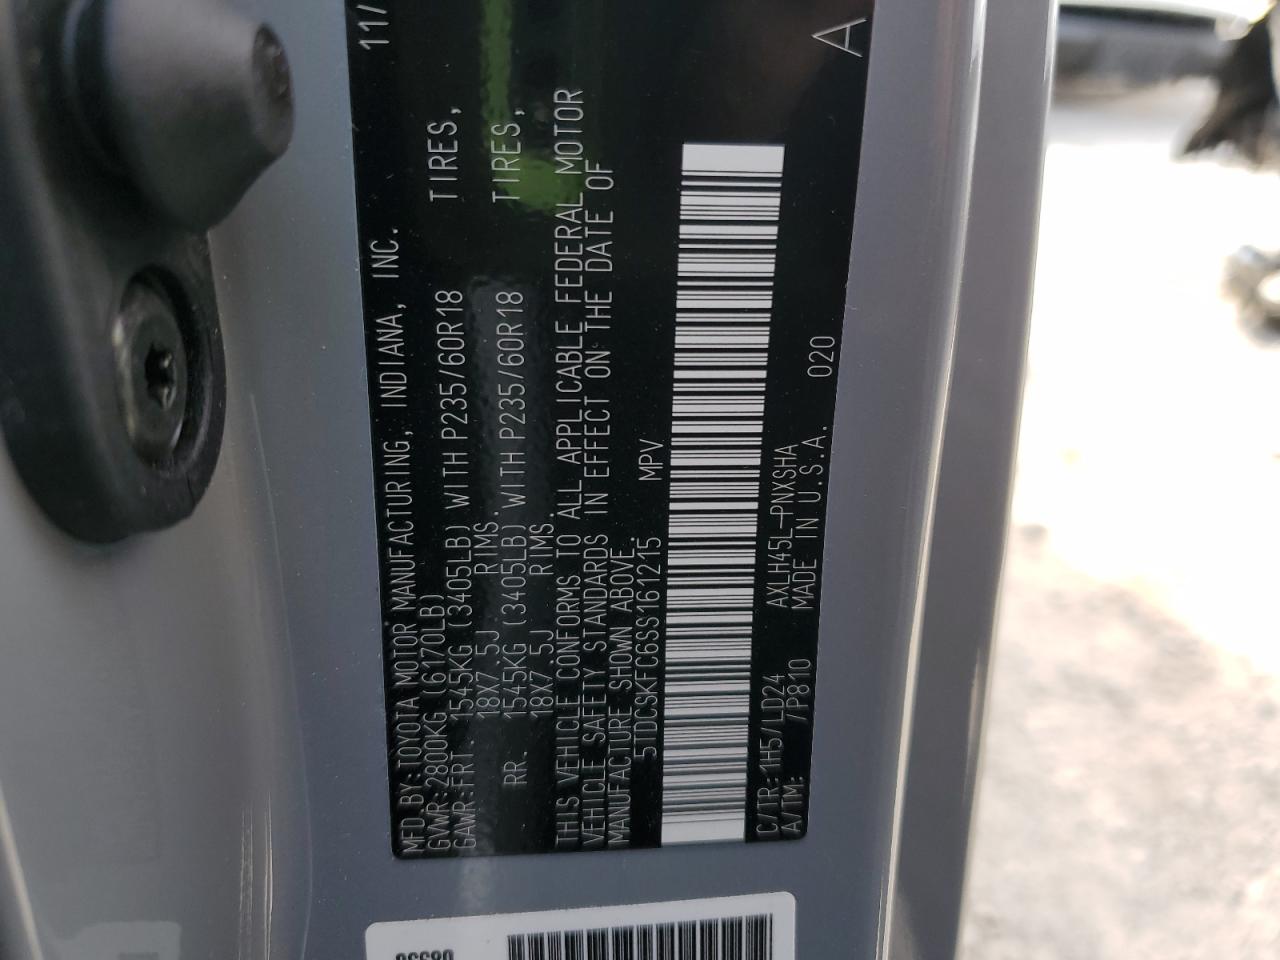 MFD BY: TOYOTA MOTOR MANUFACTURING, INDIANA, INC. 11/
GVWR: 2800KG (6170LB)
GAWR: FRT. 1545KG (3405LB) WITH P235/60R18 TIRES,
18X7.5J RIMS.
RR. 1545KG (3405LB) WITH P235/60R18 TIRES,
18X7.5J RIMS.
THIS VEHICLE CONFORMS TO ALL APPLICABLE FEDERAL MOTOR
VEHICLE SAFETY STANDARDS IN EFFECT ON THE DATE OF
MANUFACTURE SHOWN ABOVE.
5TDCSKFC6SS161215 MPV
C/TR: 1H5/LD24 AXLH45L-PNXSHA
A/TM: /P810 MADE IN U.S.A. 020 A